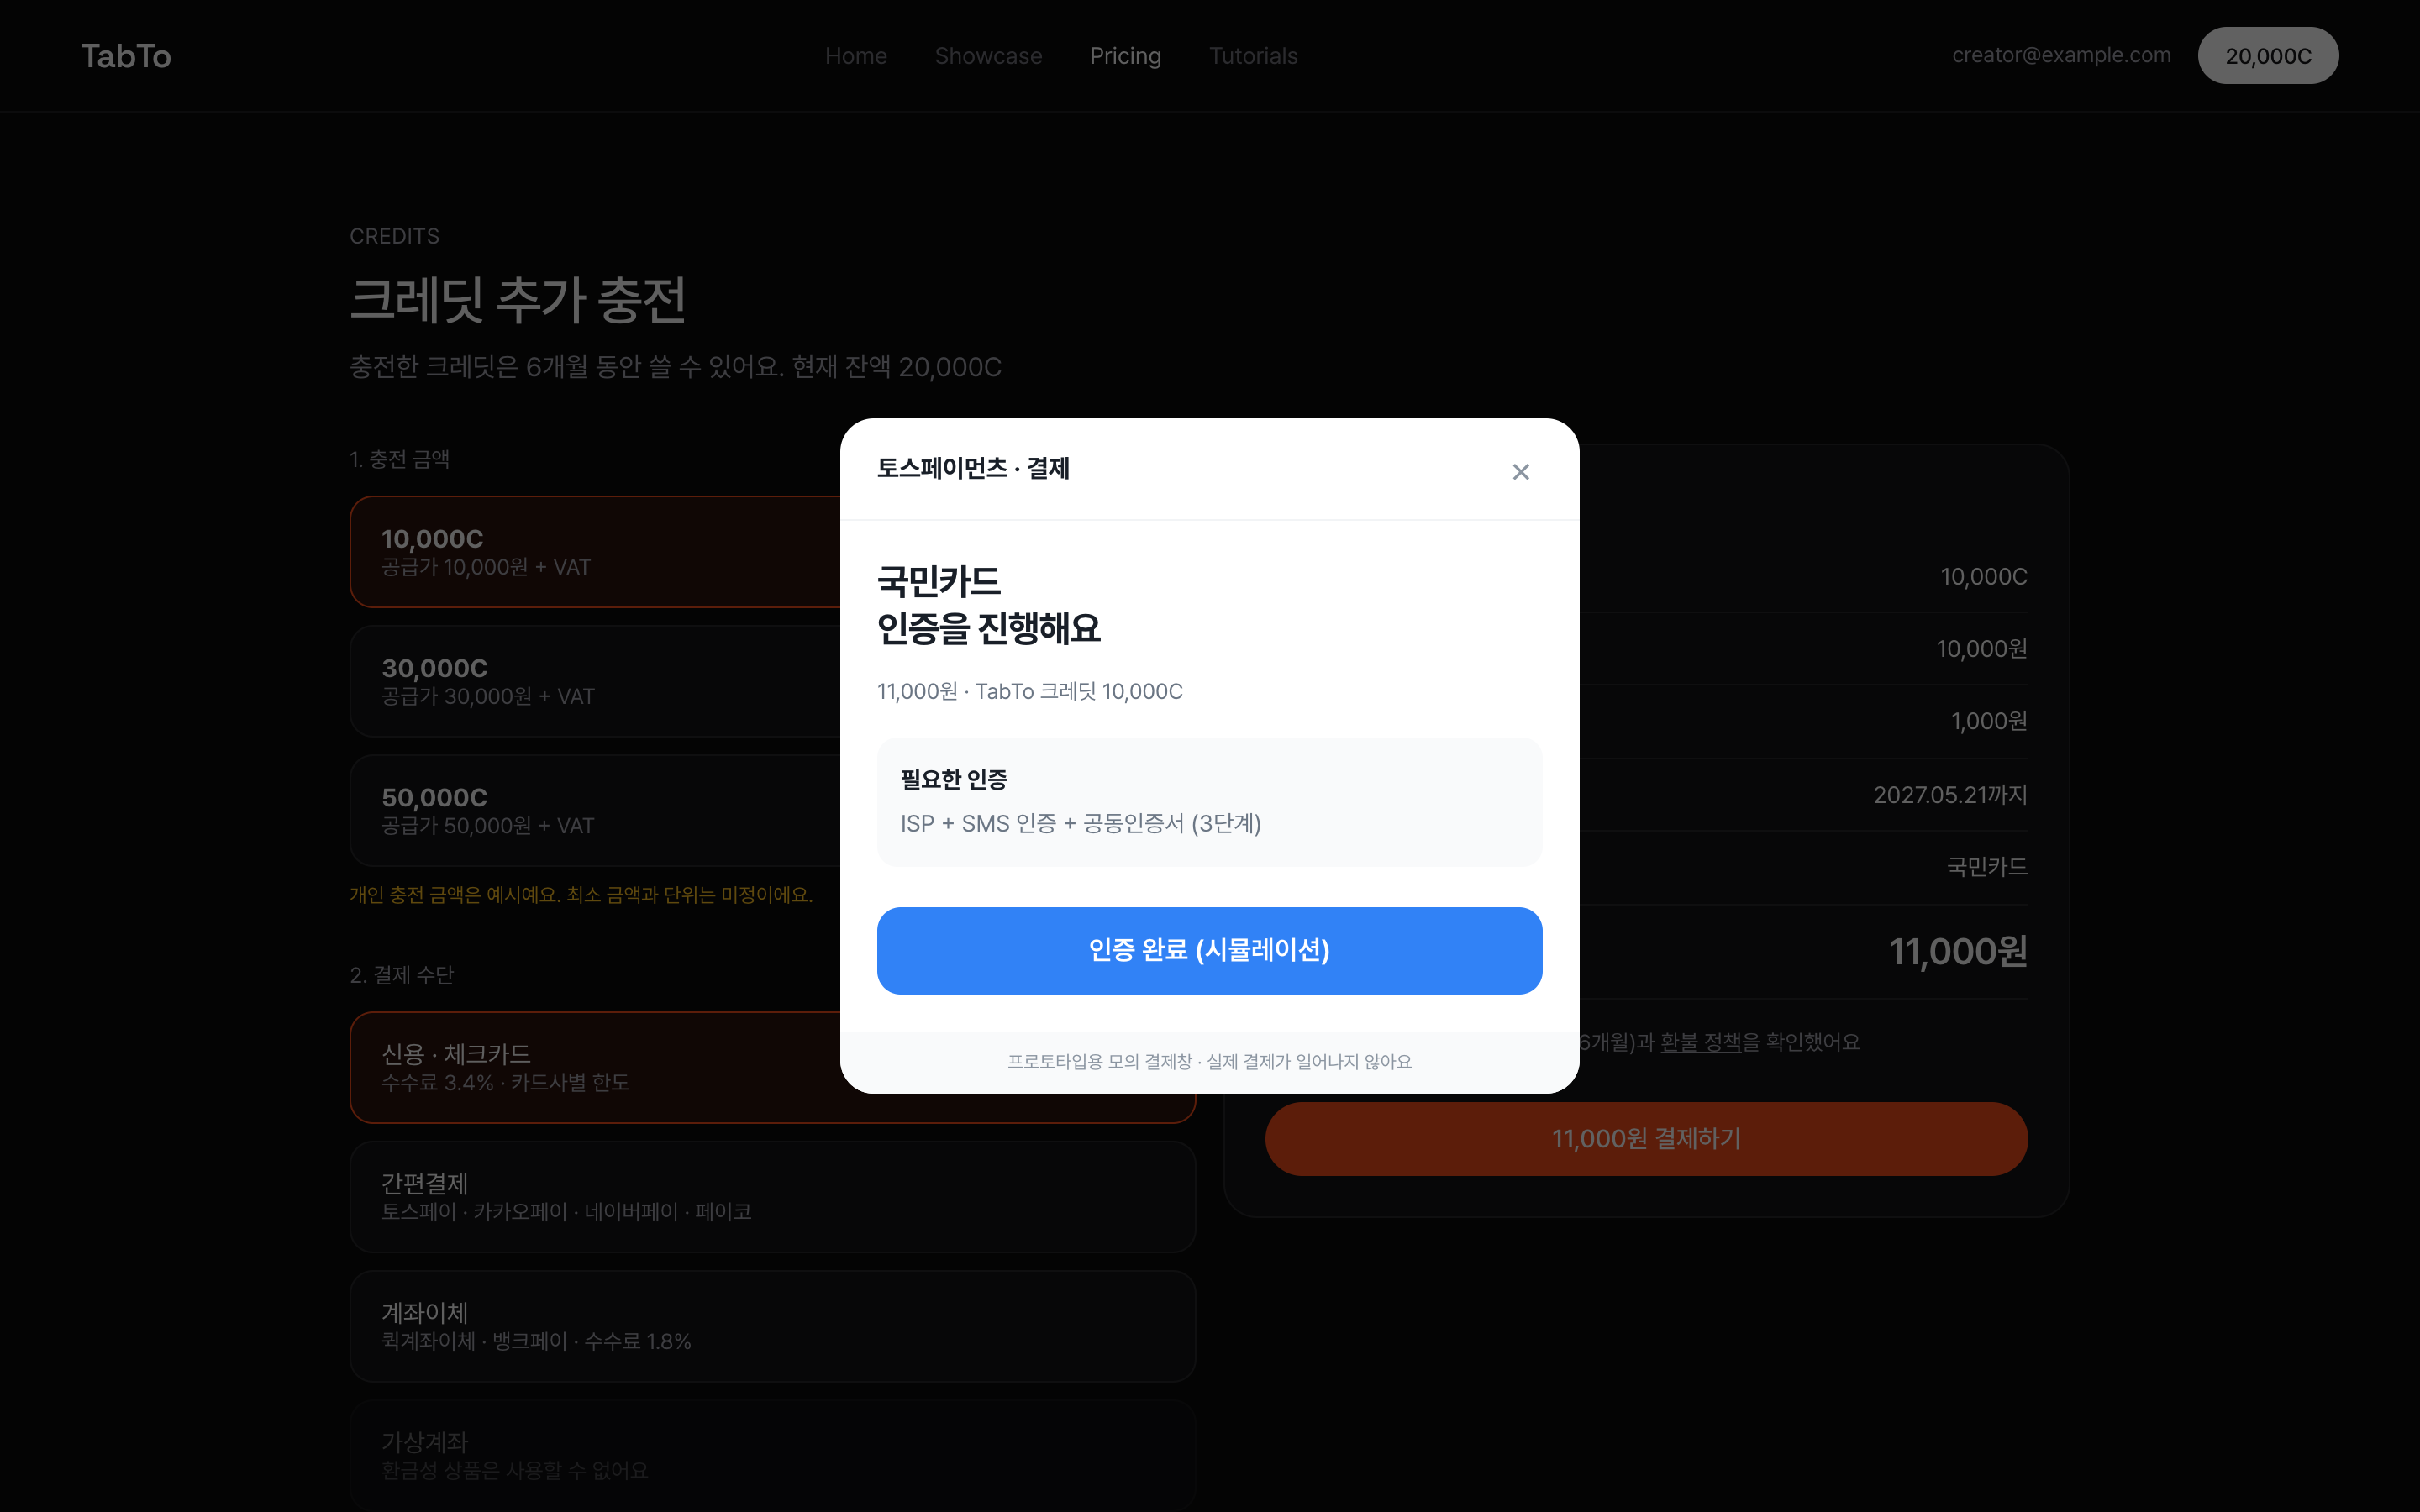 TabTo
Home Showcase Pricing Tutorials
creator@example.com
20,000C
CREDITS
크레딧 추가 충전
충전한 크레딧은 6개월 동안 쓸 수 있어요. 현재 잔액 20,000C
1. 충전 금액
10,000C
공급가 10,000원 + VAT
30,000C
공급가 30,000원 + VAT
50,000C
공급가 50,000원 + VAT
개인 충전 금액은 예시예요. 최소 금액과 단위는 미정이에요.
2. 결제 수단
신용 · 체크카드
수수료 3.4% · 카드사별 한도
간편결제
토스페이 · 카카오페이 · 네이버페이 · 페이코
계좌이체
퀵계좌이체 · 뱅크페이 · 수수료 1.8%
가상계좌
환금성 상품은 사용할 수 없어요
토스페이먼츠 · 결제
×
국민카드
인증을 진행해요
11,000원 · TabTo 크레딧 10,000C
필요한 인증
ISP + SMS 인증 + 공동인증서 (3단계)
인증 완료 (시뮬레이션)
프로토타입용 모의 결제창 · 실제 결제가 일어나지 않아요
10,000C
10,000원
1,000원
2027.05.21까지
국민카드
11,000원
6개월)과 환불 정책을 확인했어요
11,000원 결제하기